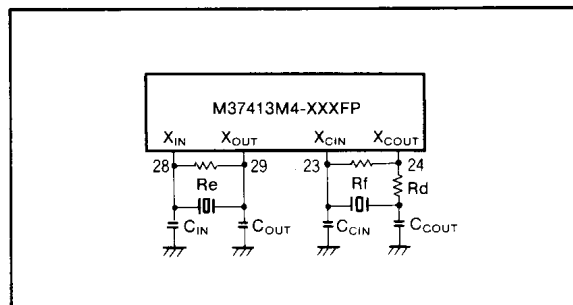 M37413M4-XXXFP
XIN XOUT XCIN XCOUT
28 29 23 24
Re Rf Rd
CIN COUT CCIN CCOUT